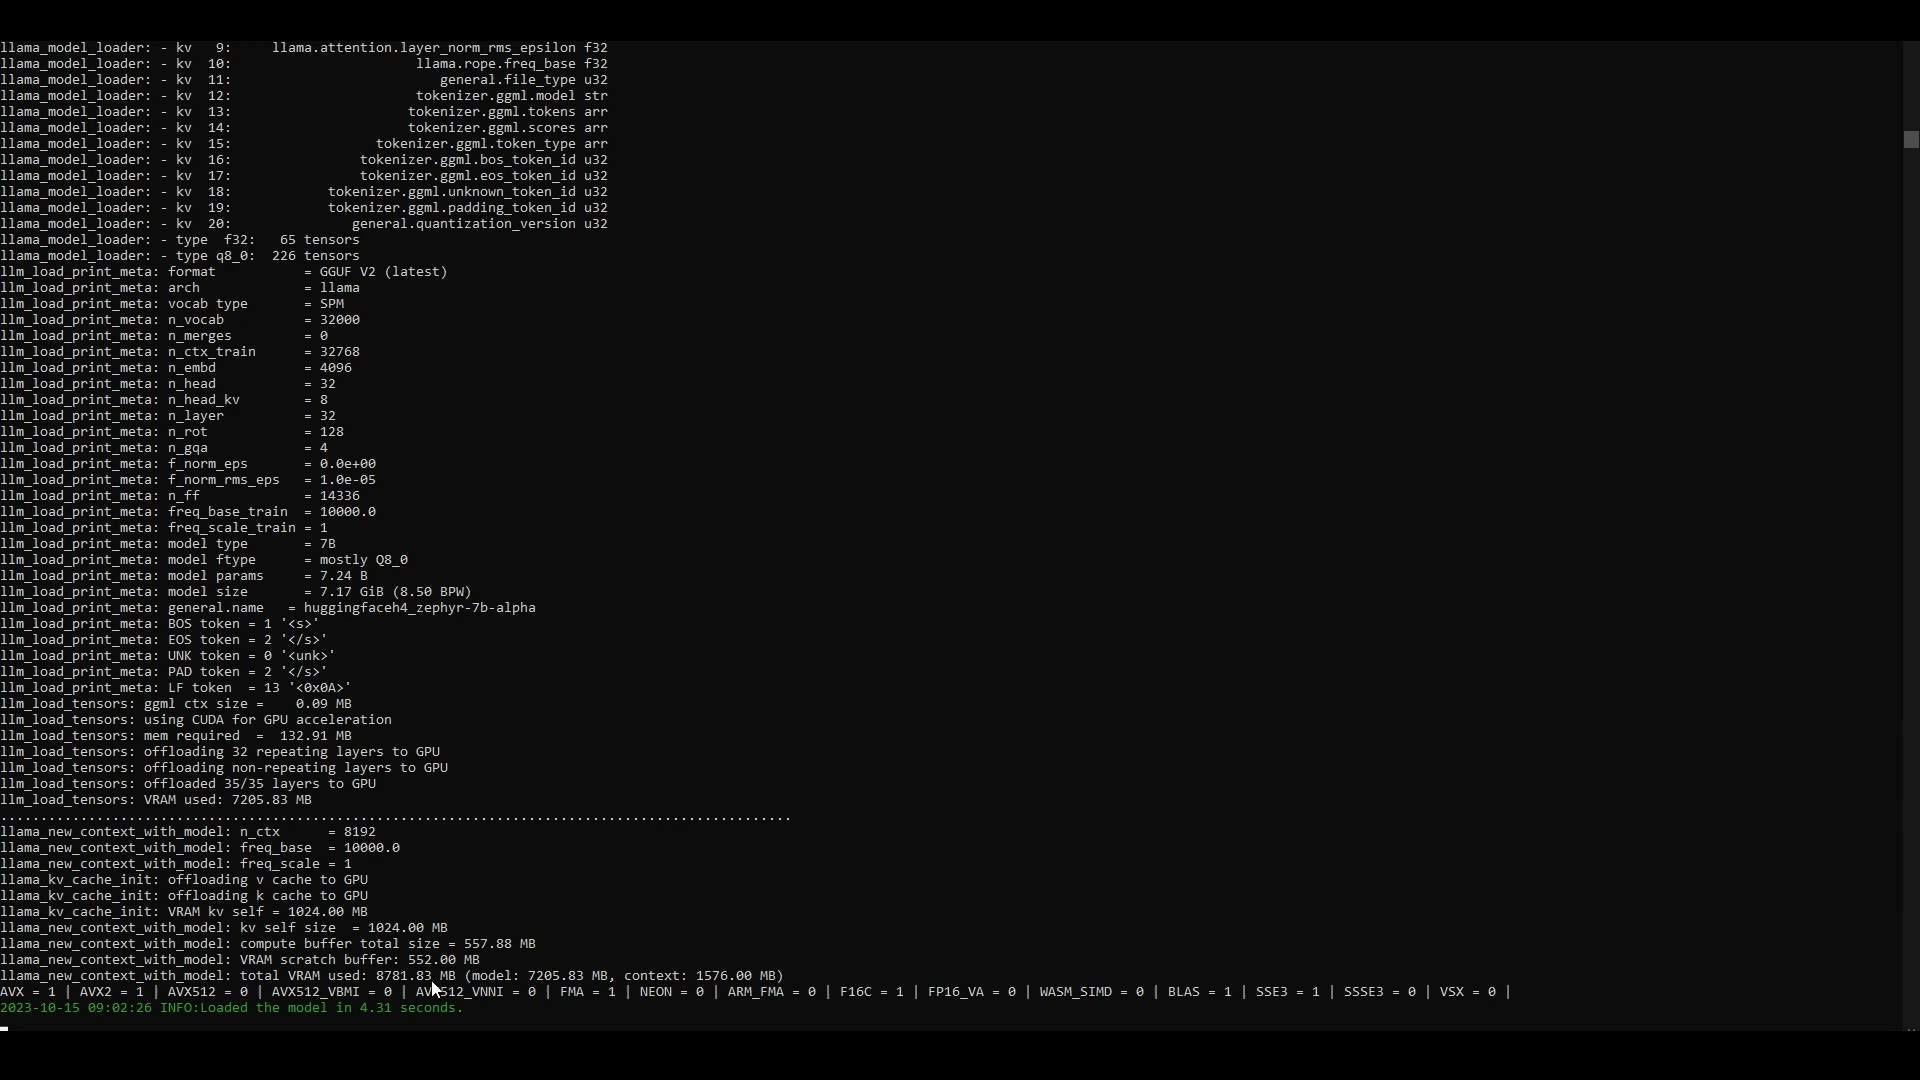 llama_model_loader: - kv   9:     llama.attention.layer_norm_rms_epsilon f32
llama_model_loader: - kv  10:                       llama.rope.freq_base f32
llama_model_loader: - kv  11:                          general.file_type u32
llama_model_loader: - kv  12:                       tokenizer.ggml.model str
llama_model_loader: - kv  13:                      tokenizer.ggml.tokens arr
llama_model_loader: - kv  14:                      tokenizer.ggml.scores arr
llama_model_loader: - kv  15:                  tokenizer.ggml.token_type arr
llama_model_loader: - kv  16:                tokenizer.ggml.bos_token_id u32
llama_model_loader: - kv  17:                tokenizer.ggml.eos_token_id u32
llama_model_loader: - kv  18:            tokenizer.ggml.unknown_token_id u32
llama_model_loader: - kv  19:            tokenizer.ggml.padding_token_id u32
llama_model_loader: - kv  20:               general.quantization_version u32
llama_model_loader: - type  f32:   65 tensors
llama_model_loader: - type q8_0:  226 tensors
llm_load_print_meta: format           = GGUF V2 (latest)
llm_load_print_meta: arch             = llama
llm_load_print_meta: vocab type       = SPM
llm_load_print_meta: n_vocab          = 32000
llm_load_print_meta: n_merges         = 0
llm_load_print_meta: n_ctx_train      = 32768
llm_load_print_meta: n_embd           = 4096
llm_load_print_meta: n_head           = 32
llm_load_print_meta: n_head_kv        = 8
llm_load_print_meta: n_layer          = 32
llm_load_print_meta: n_rot            = 128
llm_load_print_meta: n_gqa            = 4
llm_load_print_meta: f_norm_eps       = 0.0e+00
llm_load_print_meta: f_norm_rms_eps   = 1.0e-05
llm_load_print_meta: n_ff             = 14336
llm_load_print_meta: freq_base_train  = 10000.0
llm_load_print_meta: freq_scale_train = 1
llm_load_print_meta: model type       = 7B
llm_load_print_meta: model ftype      = mostly Q8_0
llm_load_print_meta: model params     = 7.24 B
llm_load_print_meta: model size       = 7.17 GiB (8.50 BPW)
llm_load_print_meta: general.name   = huggingfaceh4_zephyr-7b-alpha
llm_load_print_meta: BOS token = 1 '<s>'
llm_load_print_meta: EOS token = 2 '</s>'
llm_load_print_meta: UNK token = 0 '<unk>'
llm_load_print_meta: PAD token = 2 '</s>'
llm_load_print_meta: LF token  = 13 '<0x0A>'
llm_load_tensors: ggml ctx size =    0.09 MB
llm_load_tensors: using CUDA for GPU acceleration
llm_load_tensors: mem required  =  132.91 MB
llm_load_tensors: offloading 32 repeating layers to GPU
llm_load_tensors: offloading non-repeating layers to GPU
llm_load_tensors: offloaded 35/35 layers to GPU
llm_load_tensors: VRAM used: 7205.83 MB
...................................................................................................
llama_new_context_with_model: n_ctx      = 8192
llama_new_context_with_model: freq_base  = 10000.0
llama_new_context_with_model: freq_scale = 1
llama_kv_cache_init: offloading v cache to GPU
llama_kv_cache_init: offloading k cache to GPU
llama_kv_cache_init: VRAM kv self = 1024.00 MB
llama_new_context_with_model: kv self size  = 1024.00 MB
llama_new_context_with_model: compute buffer total size = 557.88 MB
llama_new_context_with_model: VRAM scratch buffer: 552.00 MB
llama_new_context_with_model: total VRAM used: 8781.83 MB (model: 7205.83 MB, context: 1576.00 MB)
AVX = 1 | AVX2 = 1 | AVX512 = 0 | AVX512_VBMI = 0 | AVX512_VNNI = 0 | FMA = 1 | NEON = 0 | ARM_FMA = 0 | F16C = 1 | FP16_VA = 0 | WASM_SIMD = 0 | BLAS = 1 | SSE3 = 1 | SSSE3 = 0 | VSX = 0 |
2023-10-15 09:02:26 INFO:Loaded the model in 4.31 seconds.